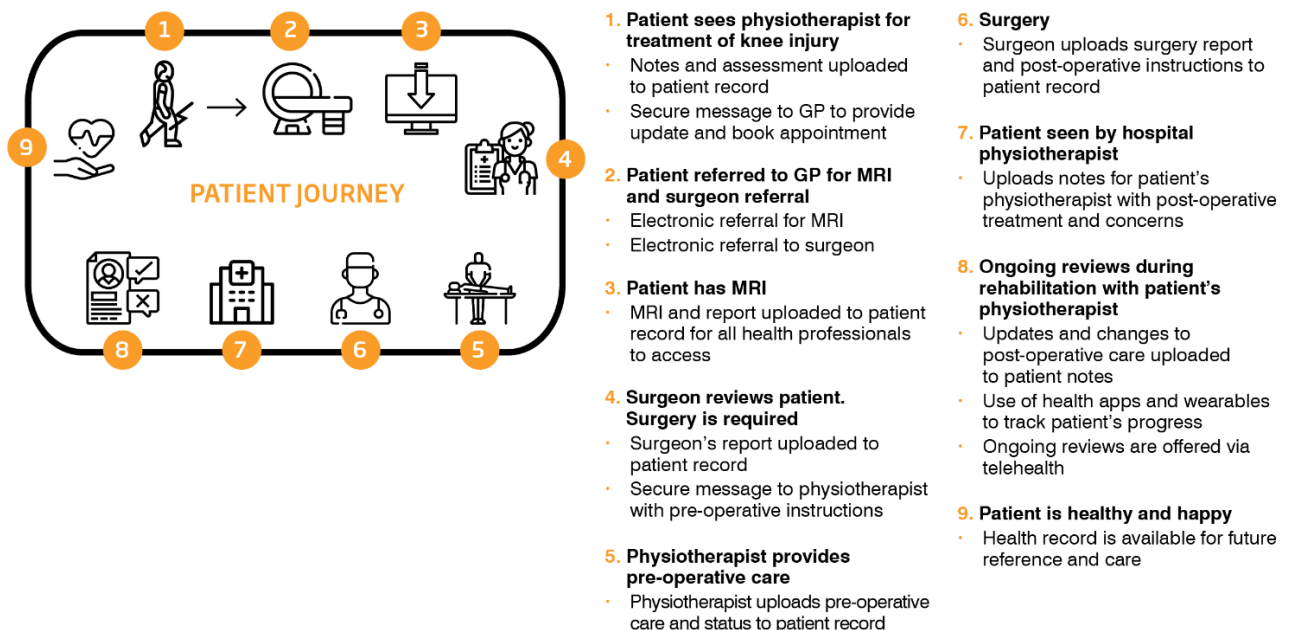 1
2
3
9
4
PATIENT JOURNEY
8
7
6
5
1. Patient sees physiotherapist for
treatment of knee injury
· Notes and assessment uploaded
to patient record
· Secure message to GP to provide
update and book appointment
2. Patient referred to GP for MRI
and surgeon referral
· Electronic referral for MRI
· Electronic referral to surgeon
3. Patient has MRI
· MRI and report uploaded to patient
record for all health professionals
to access
4. Surgeon reviews patient.
Surgery is required
· Surgeon’s report uploaded to
patient record
· Secure message to physiotherapist
with pre-operative instructions
5. Physiotherapist provides
pre-operative care
· Physiotherapist uploads pre-operative
care and status to patient record
6. Surgery
· Surgeon uploads surgery report
and post-operative instructions to
patient record
7. Patient seen by hospital
physiotherapist
· Uploads notes for patient’s
physiotherapist with post-operative
treatment and concerns
8. Ongoing reviews during
rehabilitation with patient’s
physiotherapist
· Updates and changes to
post-operative care uploaded
to patient notes
· Use of health apps and wearables
to track patient’s progress
· Ongoing reviews are offered via
telehealth
9. Patient is healthy and happy
· Health record is available for future
reference and care